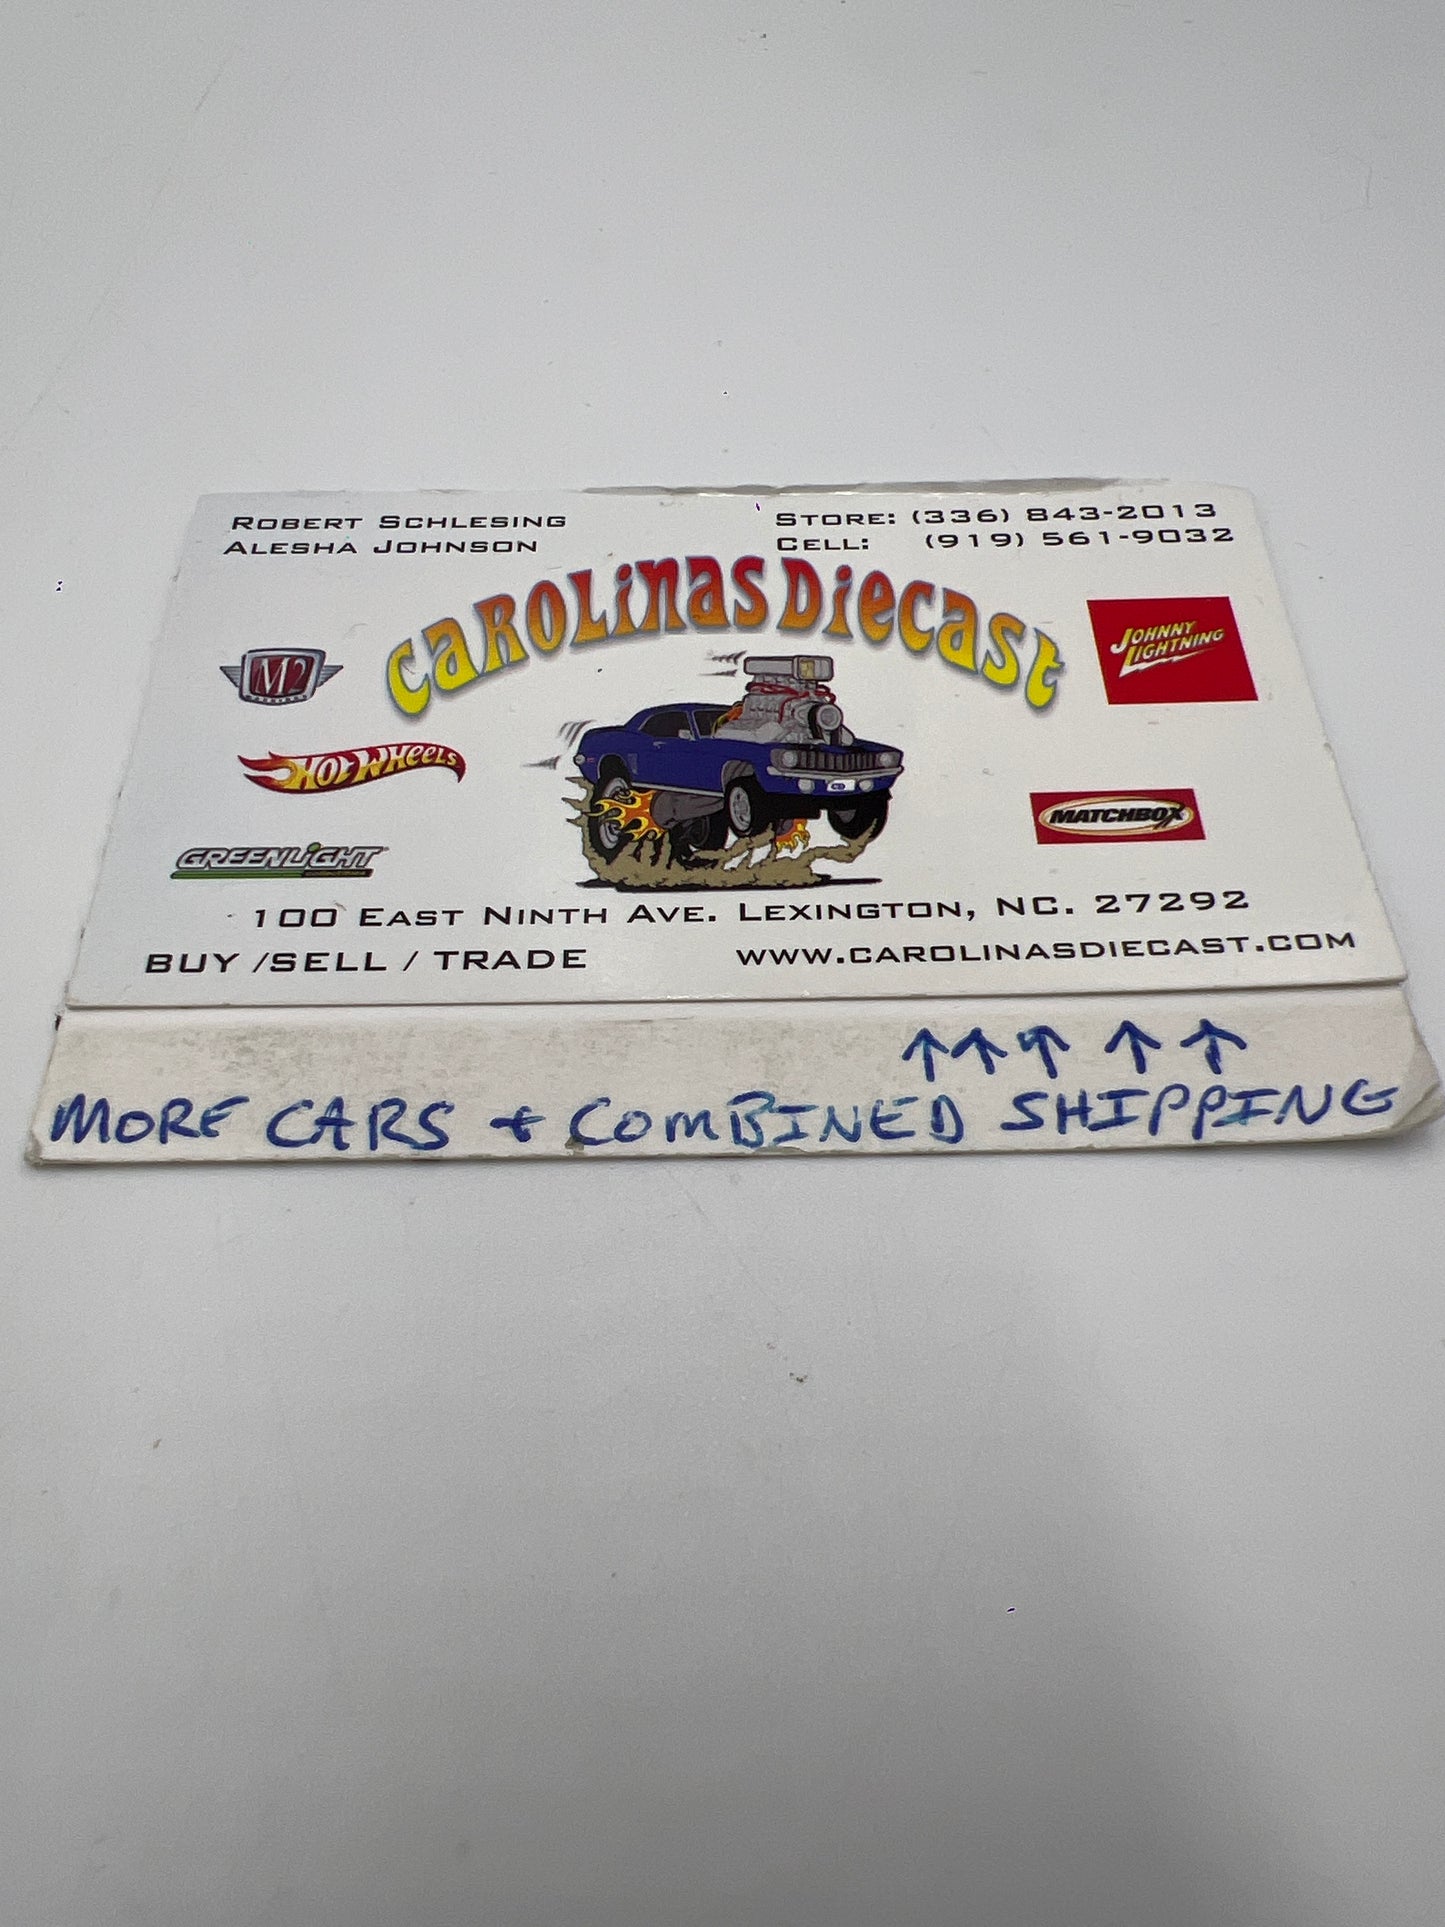 ROBERT SCHLESING
ALESHA JOHNSON
STORE: (336) 843-2013
CELL: (919) 561-9032
CAROLINAS DIECAST
M2
JOHNNY
LIGHTNING
HOT WHEELS
MATCHBOX
GREENLIGHT
100 EAST NINTH AVE. LEXINGTON, NC. 27292
BUY /SELL / TRADE
WWW.CAROLINASDIECAST.COM
↑↑↑↑↑
MORE CARS + COMBINED SHIPPING